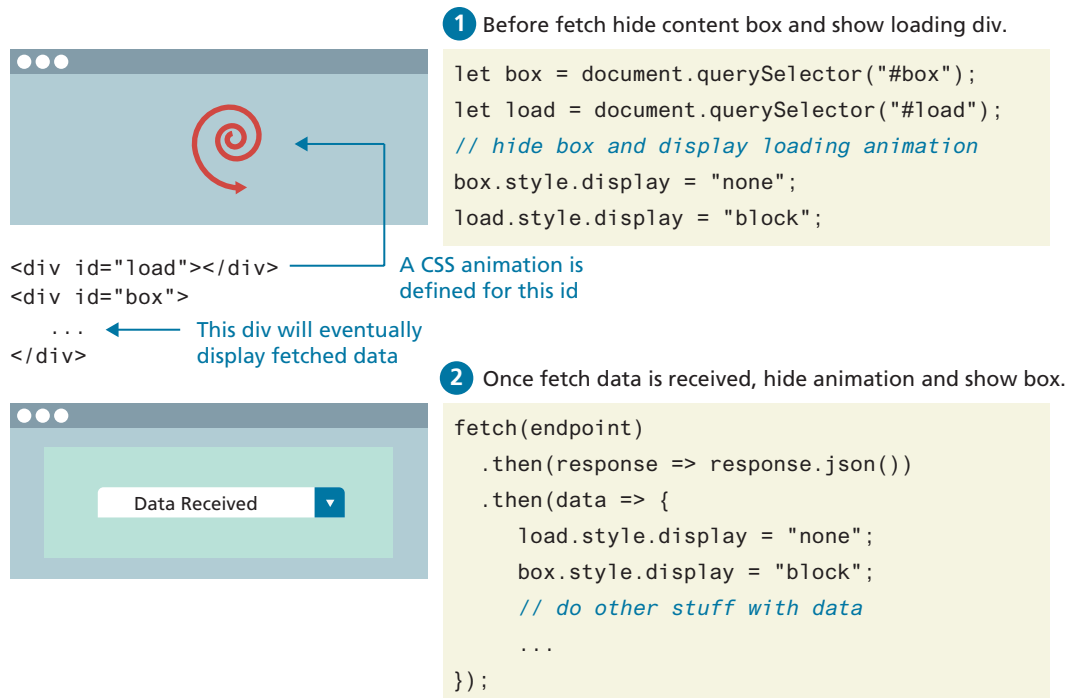 1 Before fetch hide content box and show loading div.
let box = document.querySelector("#box");
let load = document.querySelector("#load");
// hide box and display loading animation
box.style.display = "none";
load.style.display = "block";
<div id="load"></div>
<div id="box">
...
</div>
A CSS animation is
defined for this id
This div will eventually
display fetched data
2 Once fetch data is received, hide animation and show box.
Data Received
fetch(endpoint)
.then(response => response.json())
.then(data => {
load.style.display = "none";
box.style.display = "block";
// do other stuff with data
...
});